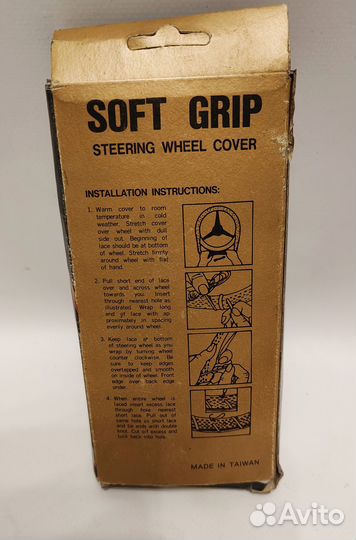 SOFT GRIP
STEERING WHEEL COVER
INSTALLATION INSTRUCTIONS:
1. Warm cover to room
temperature in cold
weather. Stretch cover
over wheel with dull
side out. Beginning of
lace should be at bottom
of wheel. Stretch firmly
around wheel with flat
of hand.
2. Pull short end of lace
over and across wheel
towards you. Insert
through nearest hole as
illustrated. Wrap long
end of lace with ap
proximately in spacing
evenly around wheel.
3. Keep lace at bottom
of steering wheel as you
wrap by turning wheel
counter clockwise. Be
sure to keep edges
overlapped and smooth
on inside of wheel. Front
edge over back edge
under.
4. When entire wheel is
laced insert excess lace
through hole nearest
short lace. Pull out of
same hole as short lace
and tie ends with double
knot. Cut off excess and
tuck back into hole.
MADE IN TAIWAN
Avito